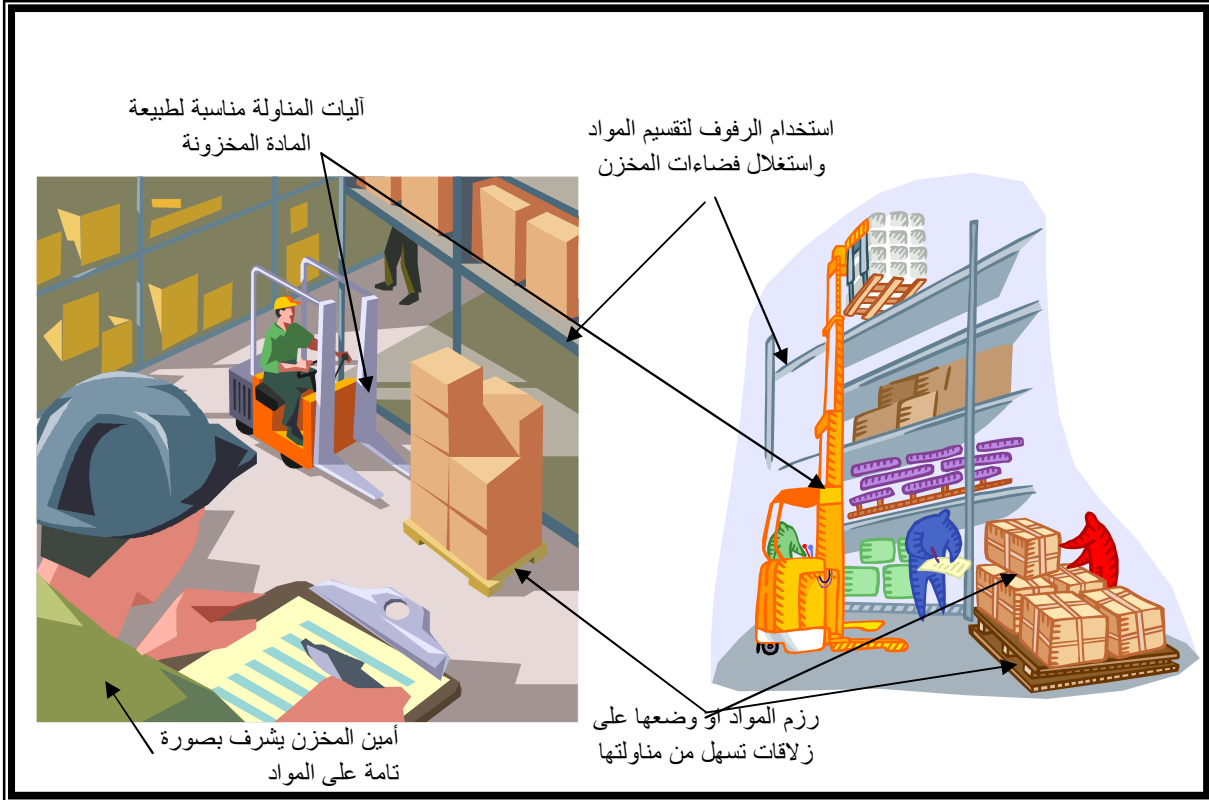 آليات المناولة مناسبة لطبيعة
المادة المخزونة
استخدام الرفوف لتقسيم المواد
واستغلال فضاءات المخزن
رزم المواد او وضعها على
زلاقات تسهل من مناولتها
أمين المخزن يشرف بصورة
تامة على المواد